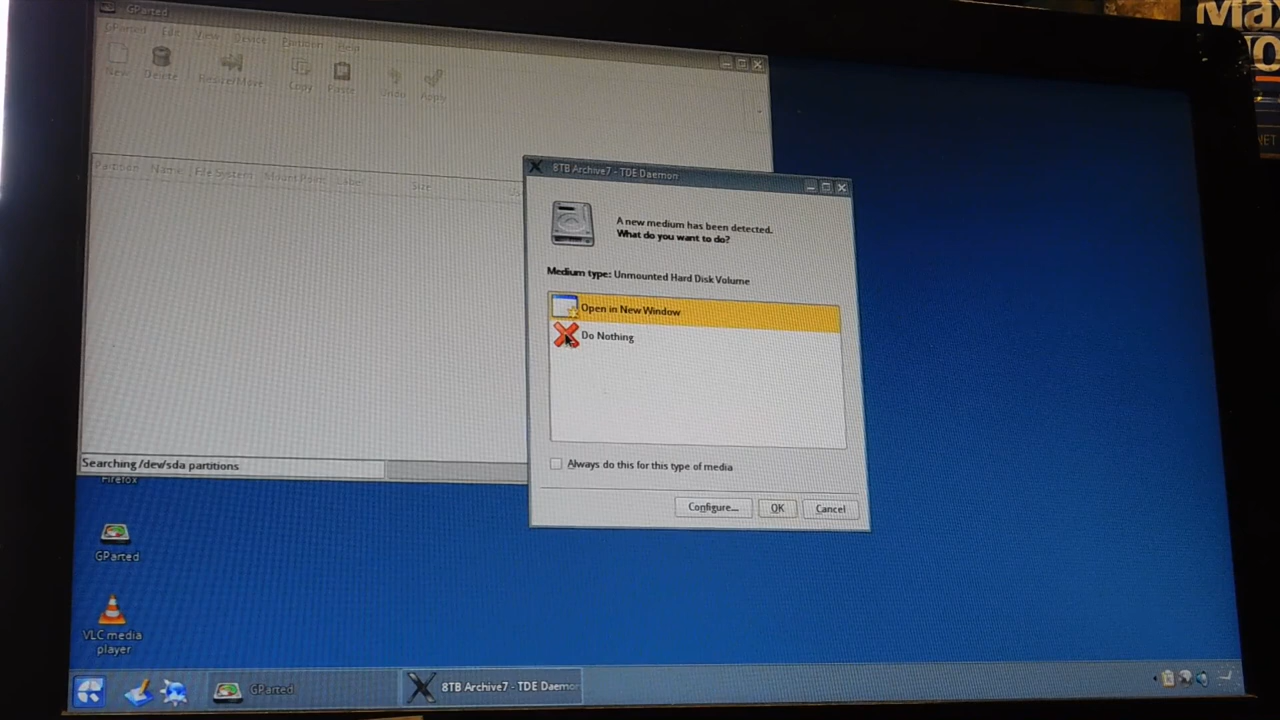 GParted
GParted Edit View Device Partition Help
New Delete Resize/Move Copy Paste Undo Apply
Partition Name File System Mount Point Label Size
Searching /dev/sda partitions
8TB Archive7 - TDE Daemon
A new medium has been detected.
What do you want to do?
Medium type: Unmounted Hard Disk Volume
Open in New Window
Do Nothing
Always do this for this type of media
Configure... OK Cancel
Firefox
GParted
VLC media
player
GParted
8TB Archive7 - TDE Daemon